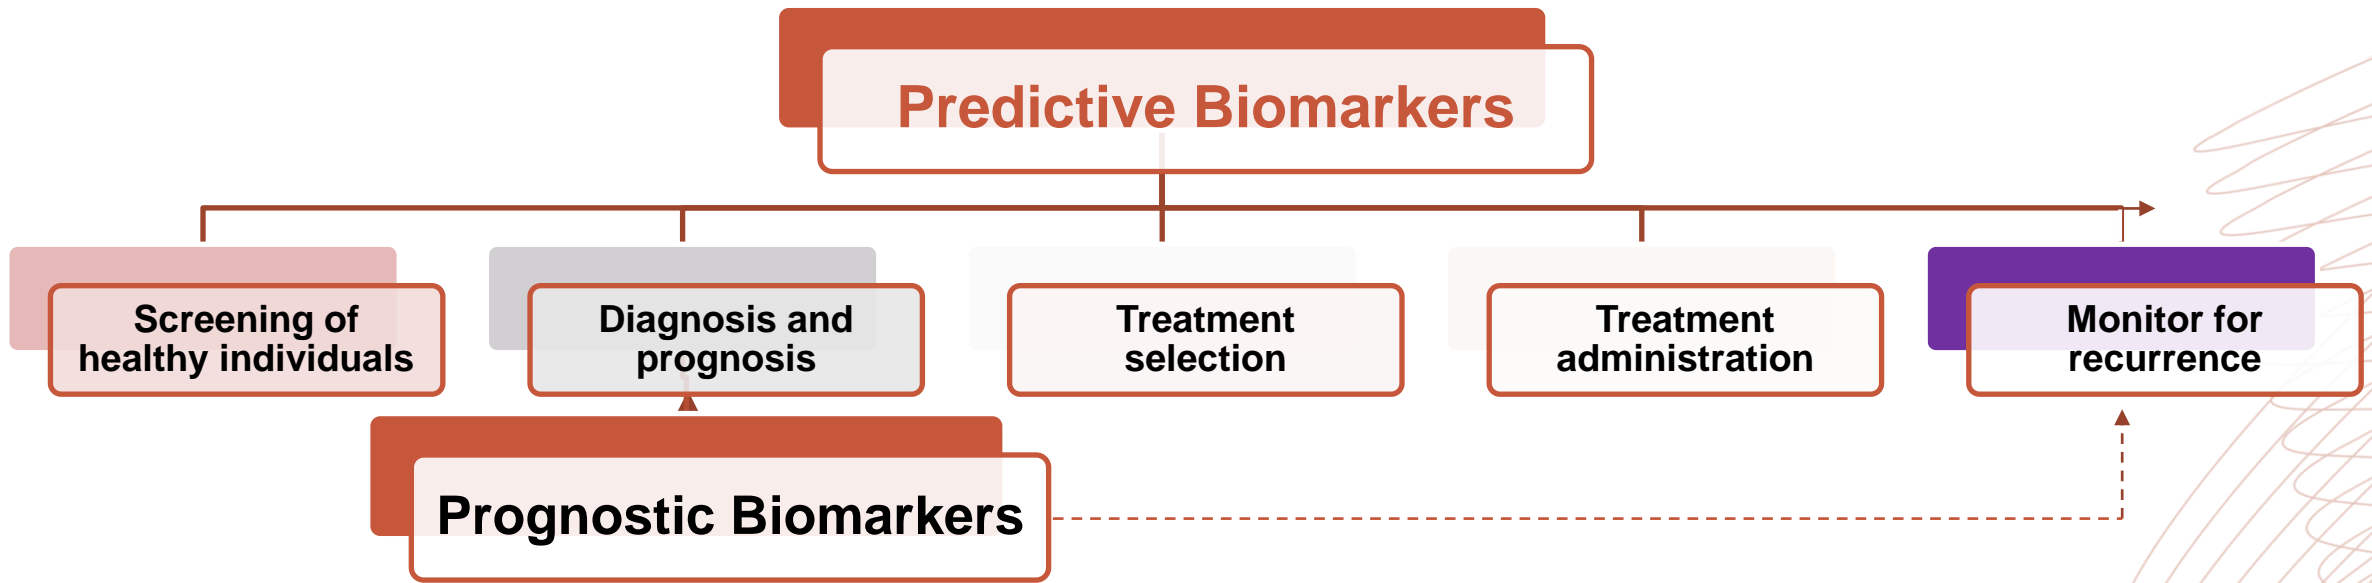 Predictive Biomarkers
Screening of
healthy individuals
Diagnosis and
prognosis
Treatment
selection
Treatment
administration
Monitor for
recurrence
Prognostic Biomarkers